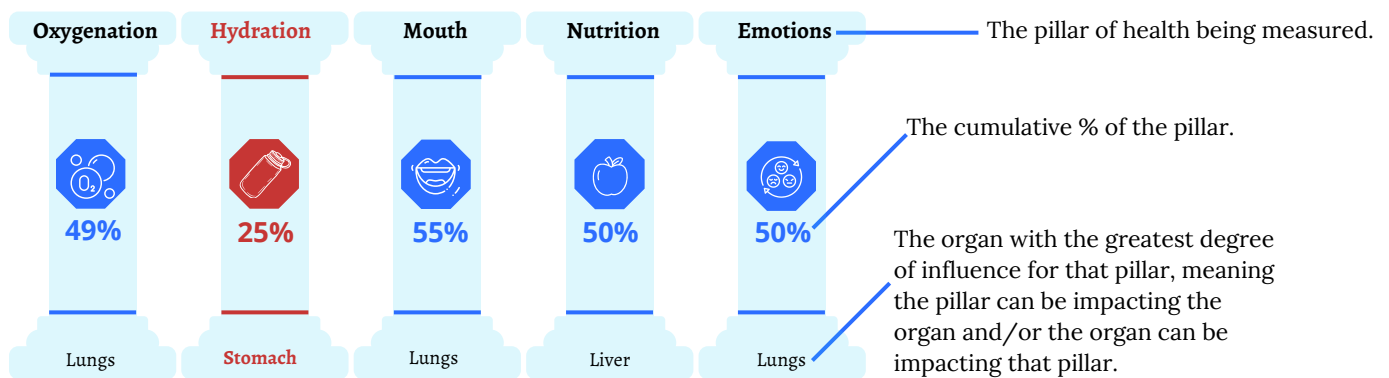 Oxygenation Hydration Mouth Nutrition Emotions
The pillar of health being measured.
O₂
49% 25% 55% 50% 50%
The cumulative % of the pillar.
Lungs Stomach Lungs Liver Lungs
The organ with the greatest degree
of influence for that pillar, meaning
the pillar can be impacting the
organ and/or the organ can be
impacting that pillar.